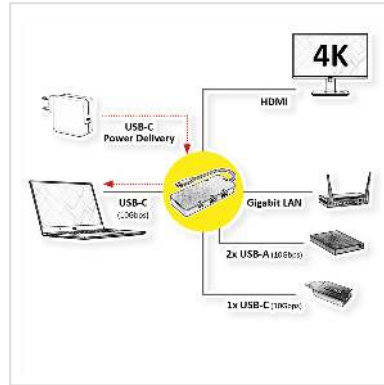 4K
HDMI
USB-C
Power Delivery
USB-C
(10Gbps)
Gigabit LAN
2x USB-A (10Gbps)
1x USB-C (10Gbps)